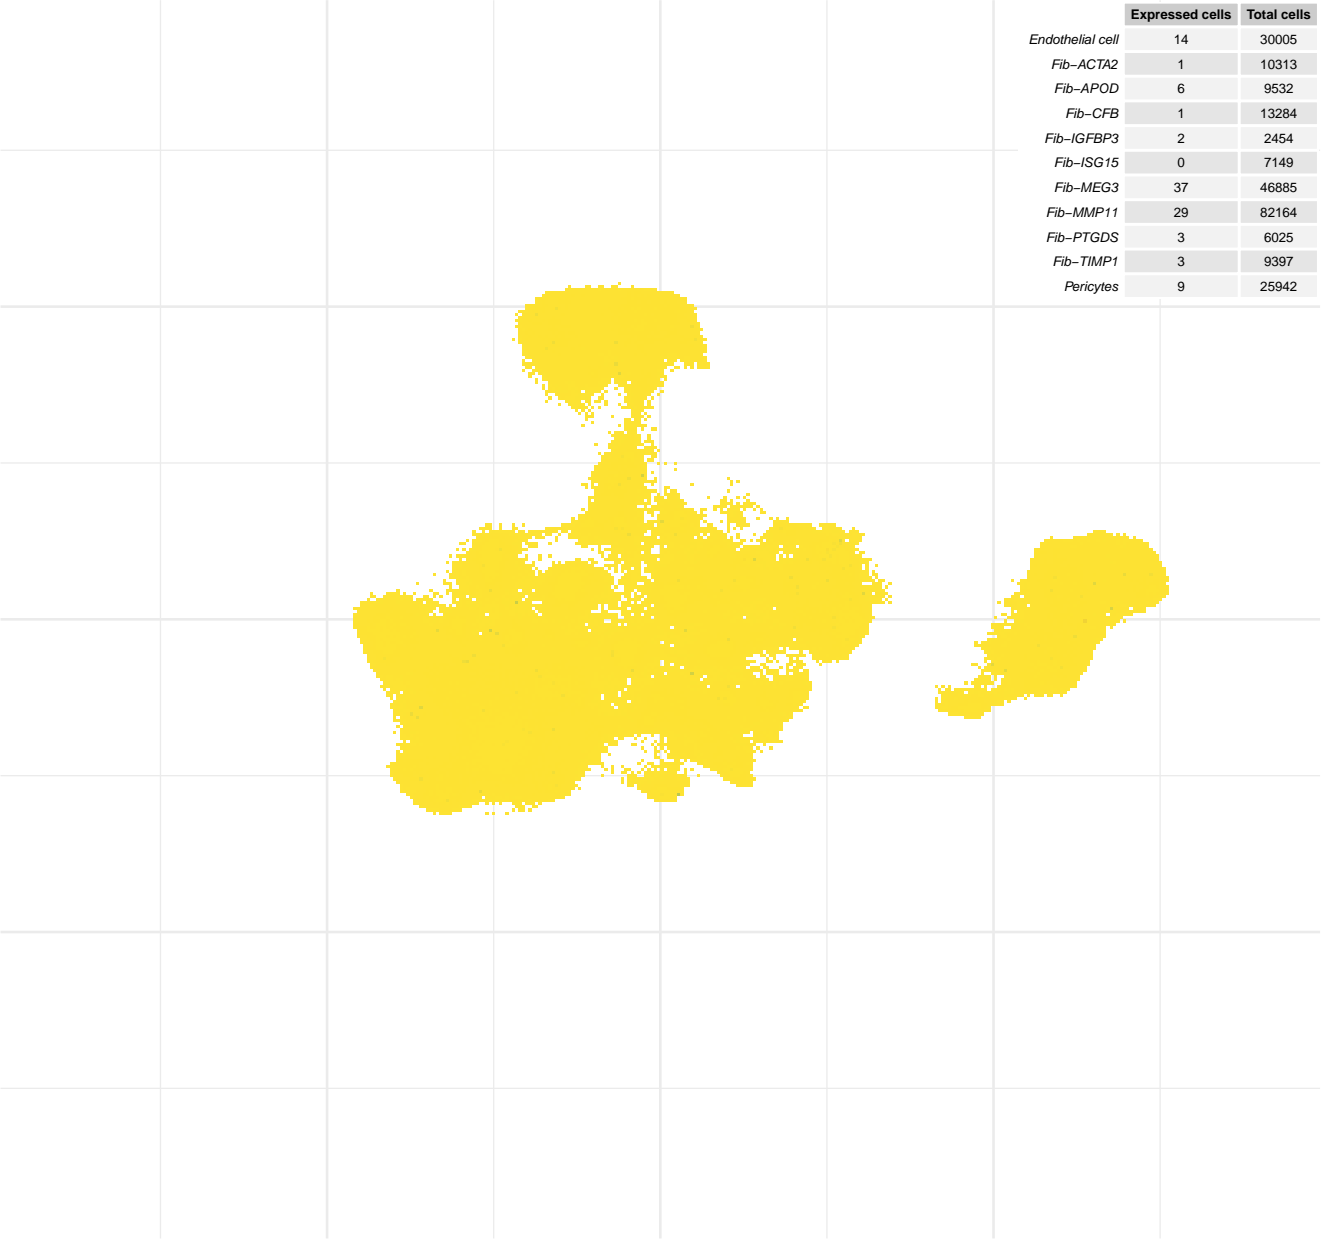 Expressed cells Total cells
Endothelial cell 14 30005
Fib−ACTA2 1 10313
Fib−APOD 6 9532
Fib−CFB 1 13284
Fib−IGFBP3 2 2454
Fib−ISG15 0 7149
Fib−MEG3 37 46885
Fib−MMP11 29 82164
Fib−PTGDS 3 6025
Fib−TIMP1 3 9397
Pericytes 9 25942